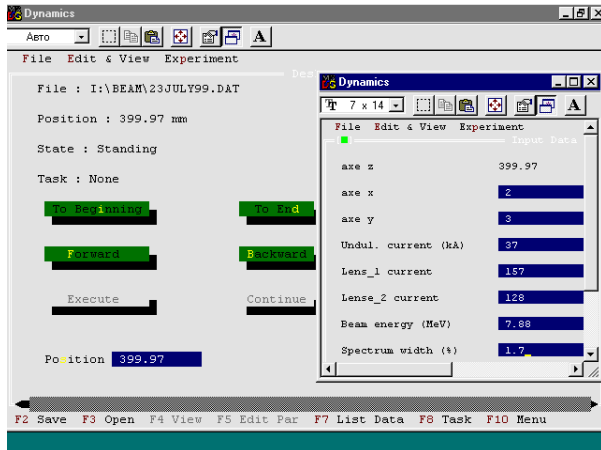 Dynamics
Авто
A
File Edit & View Experiment
Des
File : I:\BEAM\23JULY99.DAT
Position : 399.97 mm
State : Standing
Task : None
To Beginning To End
Forward Backward
Execute Continue
Position 399.97
F2 Save F3 Open F4 View F5 Edit Par F7 List Data F8 Task F10 Menu
Dynamics
7 x 14
A
File Edit & View Experiment
Input Data
axe z 399.97
axe x 2
axe y 3
Undul. current (kA) 37
Lens_1 current 157
Lense_2 current 128
Beam energy (MeV) 7.88
Spectrum width (%) 1.7_